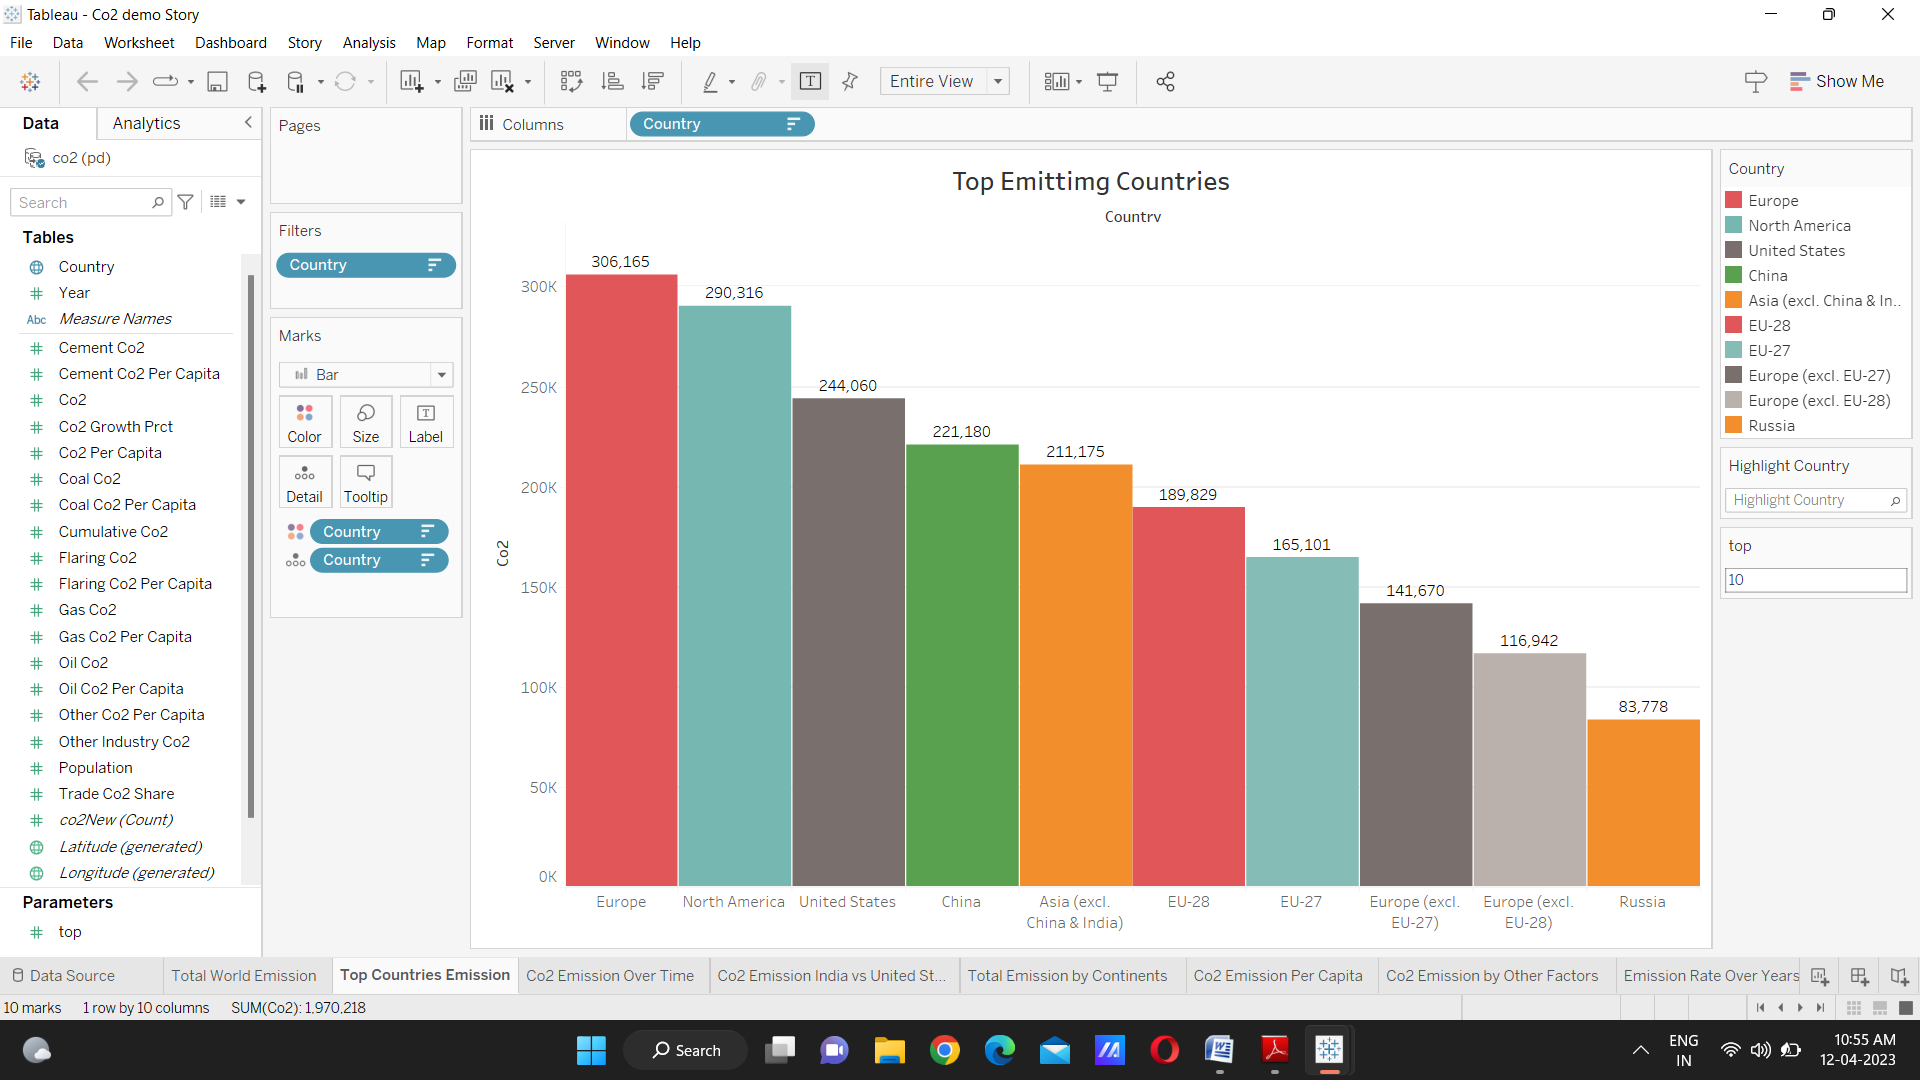 Tableau - Co2 demo Story
File Data Worksheet Dashboard Story Analysis Map Format Server Window Help
Entire View
Show Me
Data Analytics
co2 (pd)
Search
Tables
Country
Year
Abc Measure Names
Cement Co2
Cement Co2 Per Capita
Co2
Co2 Growth Prct
Co2 Per Capita
Coal Co2
Coal Co2 Per Capita
Cumulative Co2
Flaring Co2
Flaring Co2 Per Capita
Gas Co2
Gas Co2 Per Capita
Oil Co2
Oil Co2 Per Capita
Other Co2 Per Capita
Other Industry Co2
Population
Trade Co2 Share
co2New (Count)
Latitude (generated)
Longitude (generated)
Parameters
top
Pages
Filters
Country
Marks
Bar
Color Size Label
Detail Tooltip
Country
Country
Columns Country
Top Emittimg Countries
Country
306,165
290,316
244,060
221,180
211,175
189,829
165,101
141,670
116,942
83,778
Co2
300K
250K
200K
150K
100K
50K
0K
Europe
North America
United States
China
Asia (excl.
China & India)
EU-28
EU-27
Europe (excl.
EU-27)
Europe (excl.
EU-28)
Russia
Country
Europe
North America
United States
China
Asia (excl. China & In..
EU-28
EU-27
Europe (excl. EU-27)
Europe (excl. EU-28)
Russia
Highlight Country
Highlight Country
top
10
Data Source Total World Emission Top Countries Emission Co2 Emission Over Time Co2 Emission India vs United St... Total Emission by Continents Co2 Emission Per Capita Co2 Emission by Other Factors Emission Rate Over Years
10 marks 1 row by 10 columns SUM(Co2): 1,970,218
Search
ENG
IN
10:55 AM
12-04-2023